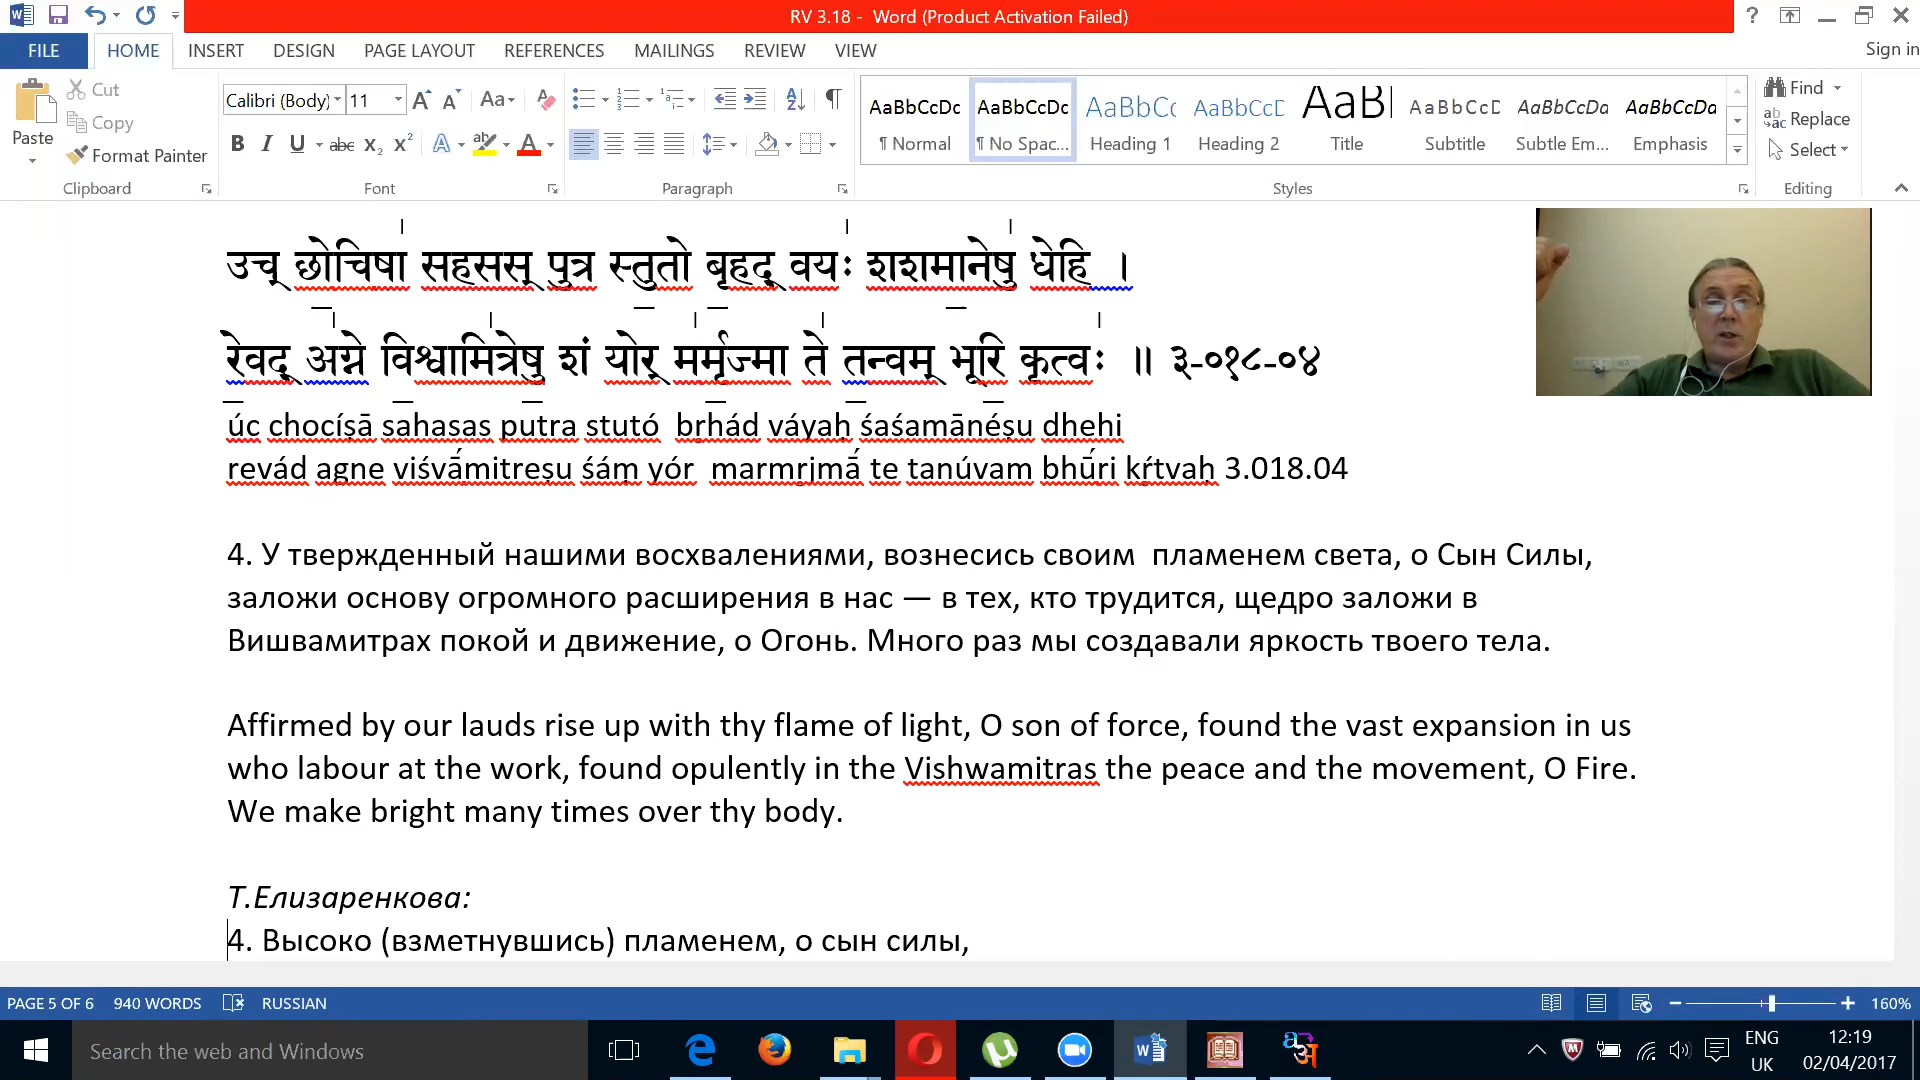 RV 3.18 - Word (Product Activation Failed)
FILE HOME INSERT DESIGN PAGE LAYOUT REFERENCES MAILINGS REVIEW VIEW Sign in
Paste
Cut
Copy
Format Painter
Clipboard
Calibri (Body) 11
Font
Paragraph
AaBbCcDc AaBbCcDc AaBbCc AaBbCcD AaBl AaBbCcD AaBbCcDa AaBbCcDa
¶ Normal ¶ No Spac... Heading 1 Heading 2 Title Subtitle Subtle Em... Emphasis
Styles
Find
Replace
Select
Editing
उच् छोचिषा सहसस् पुत्र स्तुतो बृहद् वयः शशमानेषु धेहि ।
रेवद् अग्ने विश्वामित्रेषु शं योर् मर्मृज्मा ते तन्वम् भूरि कृत्वः ॥ ३-०१८-०४
úc chocíṣā sahasas putra stutó bṛhád váyaḥ śaśamānéṣu dhehi
revád agne viśvā́mitreṣu śáṃ yór marmṛjmā́ te tanúvam bhū́ri kṛ́tvaḥ 3.018.04
4. У твержденный нашими восхвалениями, вознесись своим пламенем света, о Сын Силы,
заложи основу огромного расширения в нас — в тех, кто трудится, щедро заложи в
Вишвамитрах покой и движение, о Огонь. Много раз мы создавали яркость твоего тела.
Affirmed by our lauds rise up with thy flame of light, O son of force, found the vast expansion in us
who labour at the work, found opulently in the Vishwamitras the peace and the movement, O Fire.
We make bright many times over thy body.
Т.Елизаренкова:
4. Высоко (взметнувшись) пламенем, о сын силы,
PAGE 5 OF 6 940 WORDS RUSSIAN 160%
Search the web and Windows
ENG
UK
12:19
02/04/2017